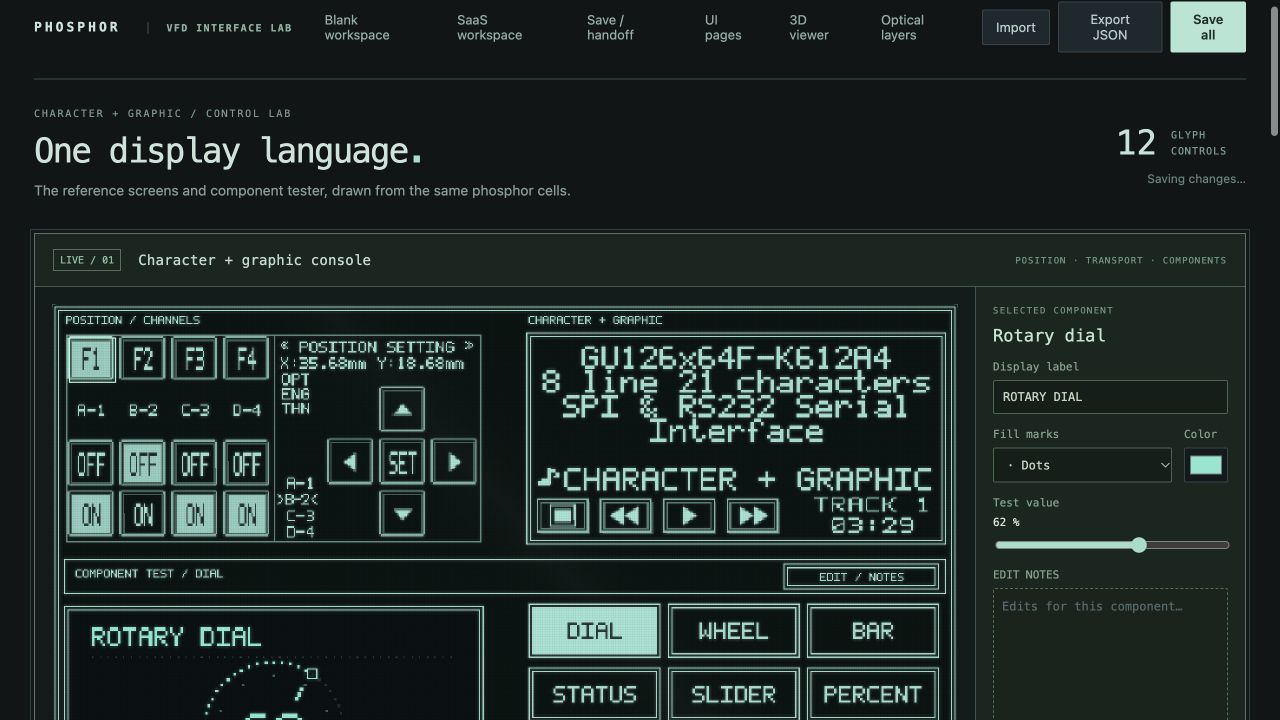 PHOSPHOR | VFD INTERFACE LAB
Blank workspace
SaaS workspace
Save / handoff
UI pages
3D viewer
Optical layers
Import
Export JSON
Save all
CHARACTER + GRAPHIC / CONTROL LAB
One display language.
The reference screens and component tester, drawn from the same phosphor cells.
12 GLYPH CONTROLS
Saving changes…
LIVE / 01
Character + graphic console
POSITION · TRANSPORT · COMPONENTS
POSITION / CHANNELS
F1 F2 F3 F4
A-1 B-2 C-3 D-4
OFF OFF OFF OFF
ON ON ON ON
« POSITION SETTING »
X:35.68mm Y:18.68mm
OPT
ENG
THN
SET
A-1
>B-2<
C-3
D-4
CHARACTER + GRAPHIC
GU126x64F-K612A4
8 line 21 characters
SPI & RS232 Serial
Interface
♪CHARACTER + GRAPHIC
TRACK 1
03:29
COMPONENT TEST / DIAL
EDIT / NOTES
ROTARY DIAL
DIAL WHEEL BAR
STATUS SLIDER PERCENT
SELECTED COMPONENT
Rotary dial
Display label
ROTARY DIAL
Fill marks
Color
· Dots
Test value
62 %
EDIT NOTES
Edits for this component…